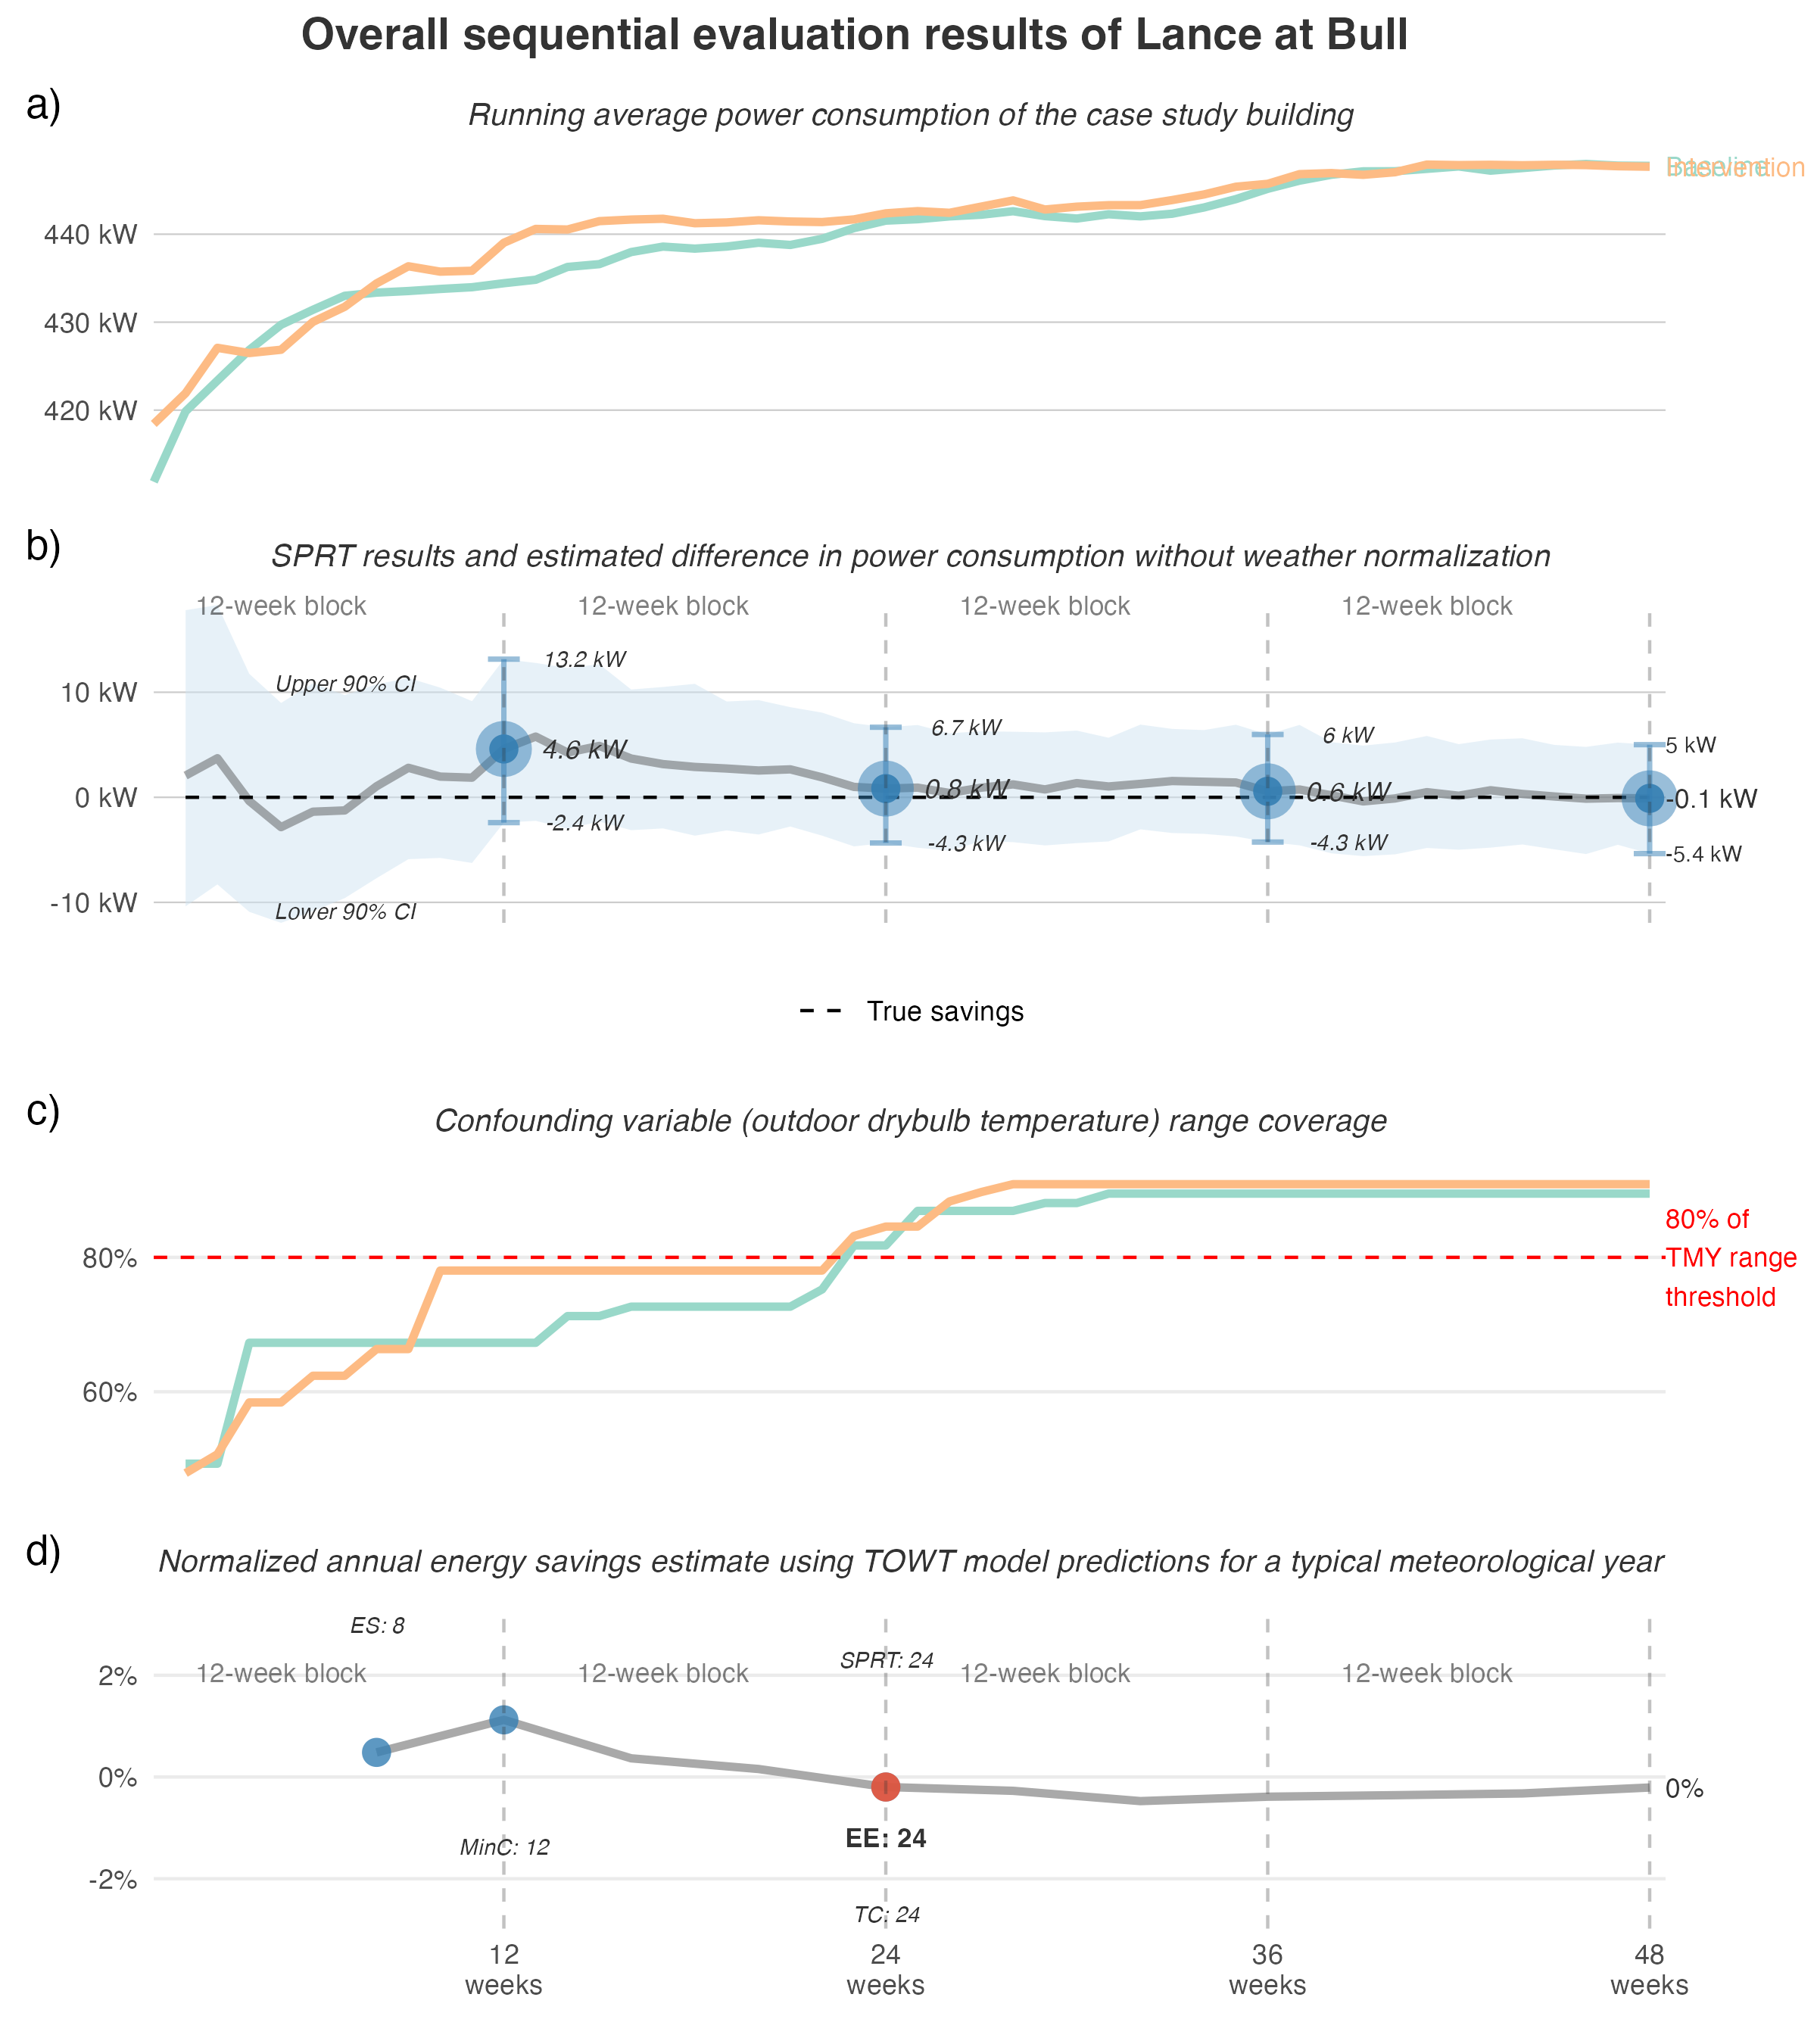 Overall sequential evaluation results of Lance at Bull
a)
Running average power consumption of the case study building
Baseline
Intervention
440 kW
430 kW
420 kW
b)
SPRT results and estimated difference in power consumption without weather normalization
12-week block 12-week block 12-week block 12-week block
13.2 kW
Upper 90% CI
10 kW
6.7 kW
6 kW
5 kW
4.6 kW
0.8 kW
0.6 kW
0 kW
-0.1 kW
-2.4 kW
-4.3 kW
-4.3 kW
-5.4 kW
-10 kW
Lower 90% CI
True savings
c)
Confounding variable (outdoor drybulb temperature) range coverage
80% of
TMY range
threshold
80%
60%
d)
Normalized annual energy savings estimate using TOWT model predictions for a typical meteorological year
ES: 8
SPRT: 24
12-week block 12-week block 12-week block 12-week block
2%
0%
0%
EE: 24
MinC: 12
-2%
TC: 24
12 24 36 48
weeks weeks weeks weeks